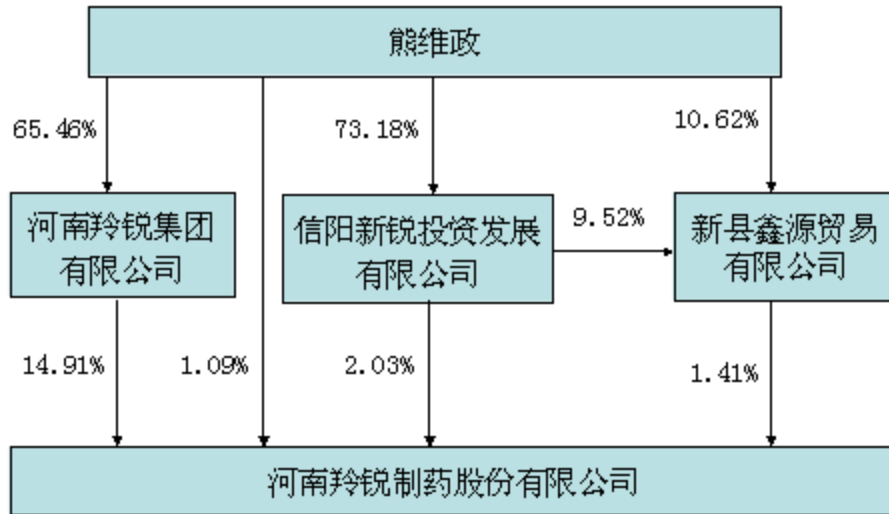 熊维政
65.46%
73.18%
10.62%
河南羚锐集团
有限公司
信阳新锐投资发展
有限公司
9.52%
新县鑫源贸易
有限公司
14.91%
1.09%
2.03%
1.41%
河南羚锐制药股份有限公司